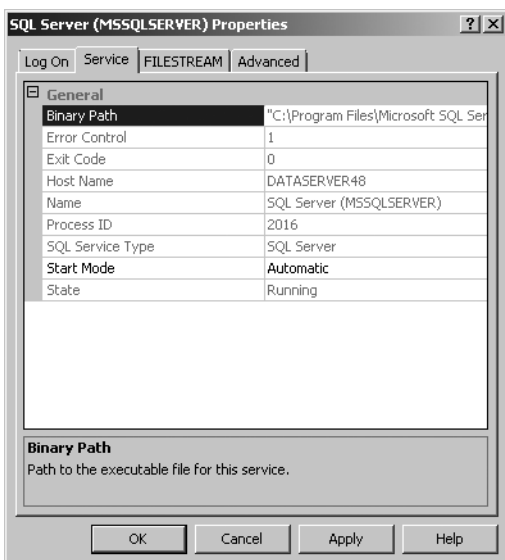 SQL Server (MSSQLSERVER) Properties
Log On Service FILESTREAM Advanced
General
Binary Path "C:\Program Files\Microsoft SQL Ser
Error Control 1
Exit Code 0
Host Name DATASERVER48
Name SQL Server (MSSQLSERVER)
Process ID 2016
SQL Service Type SQL Server
Start Mode Automatic
State Running
Binary Path
Path to the executable file for this service.
OK Cancel Apply Help